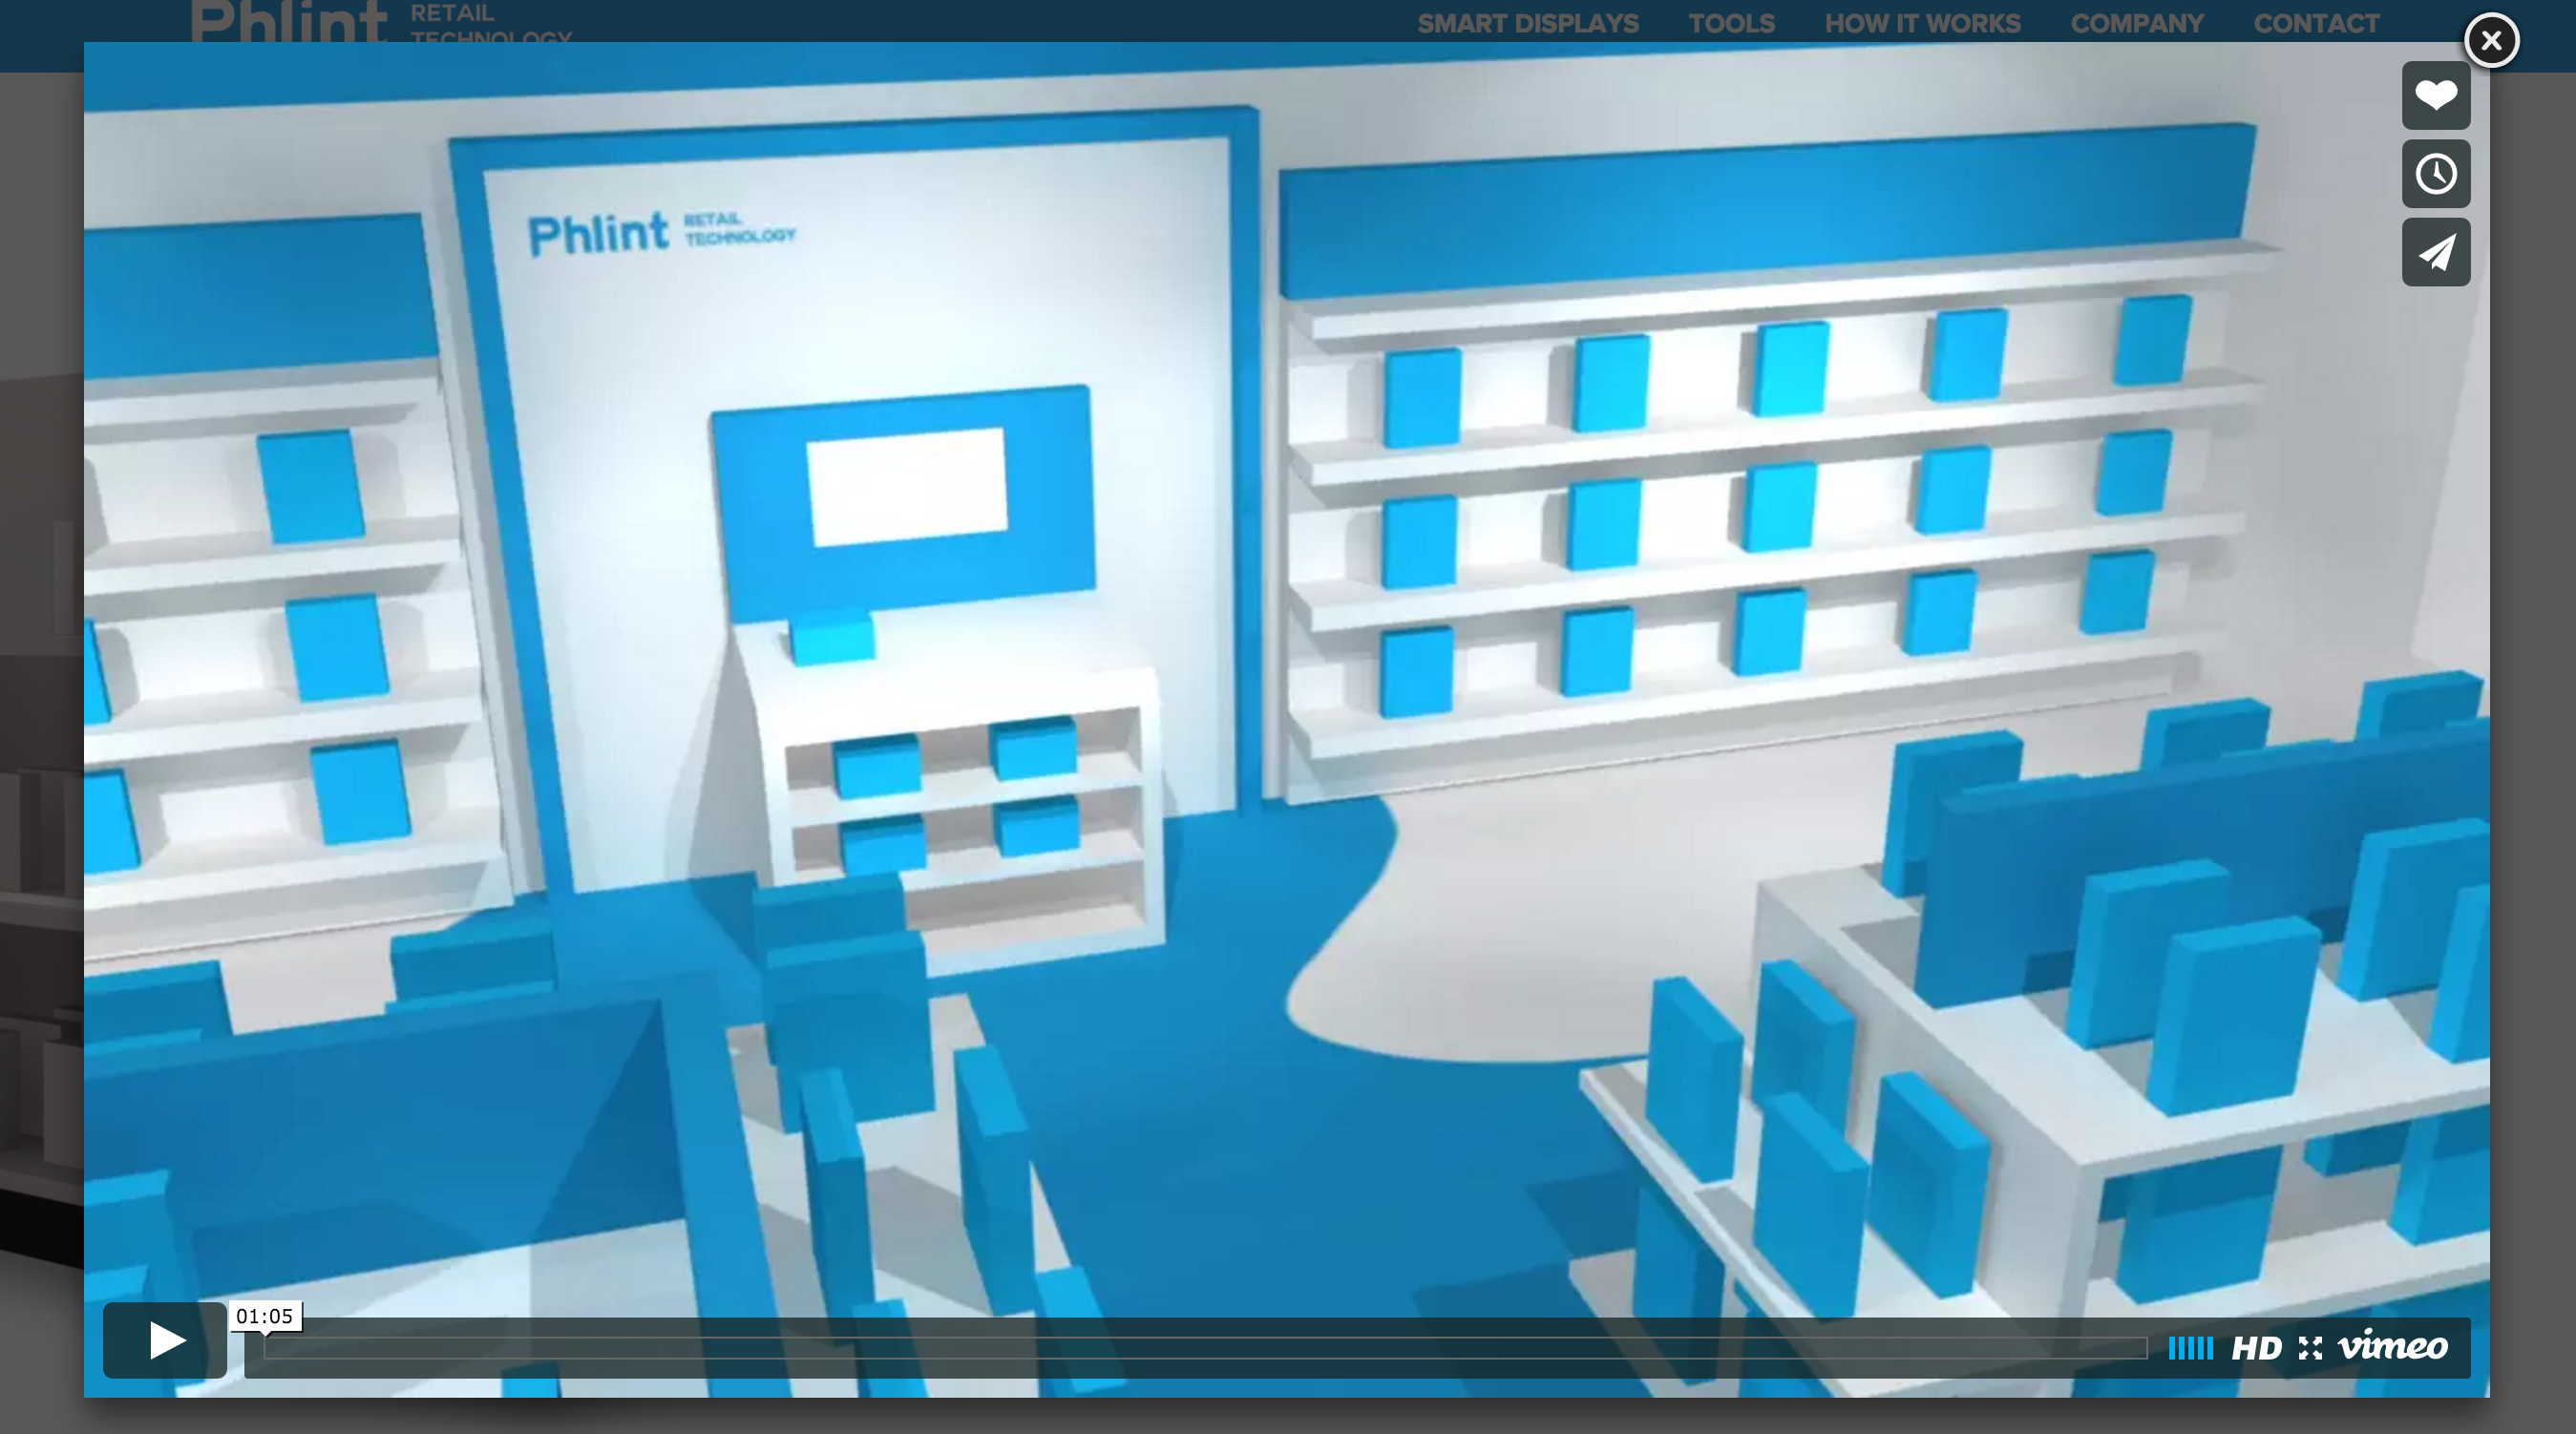 Phlint RETAIL
TECHNOLOGY
SMART DISPLAYS TOOLS HOW IT WORKS COMPANY CONTACT
Phlint RETAIL
TECHNOLOGY
01:05
HD vimeo